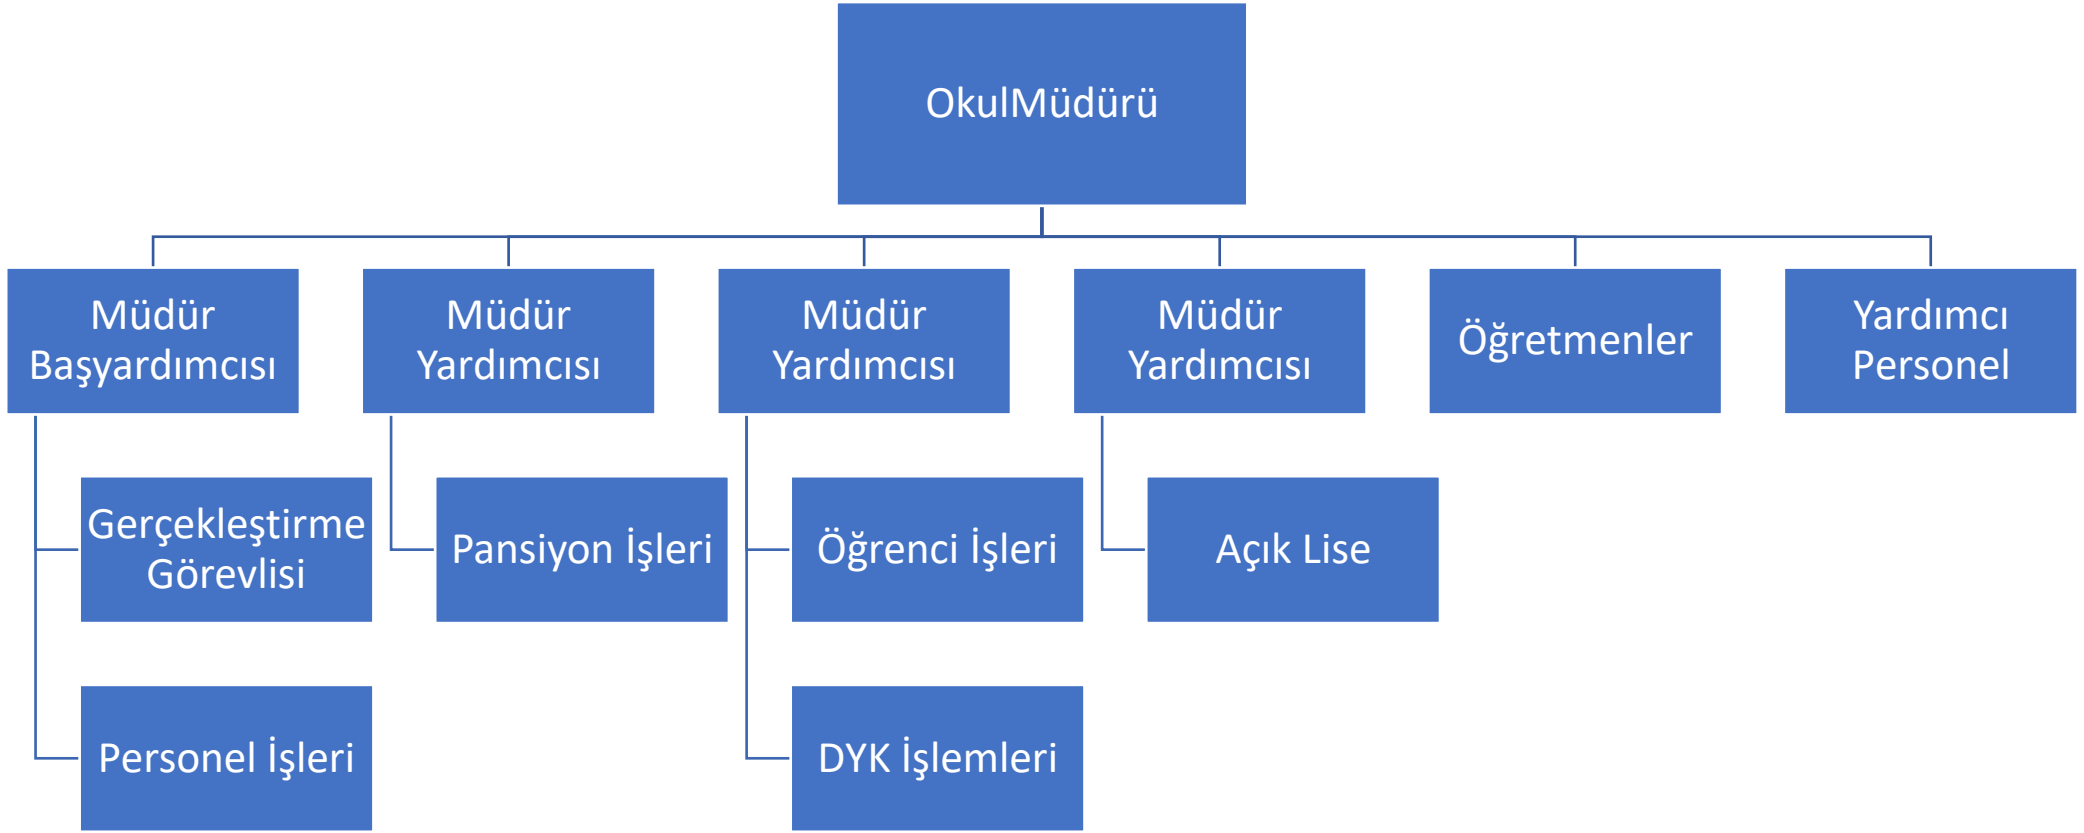 OkulMüdürü
Müdür
Başyardımcısı
Müdür
Yardımcısı
Müdür
Yardımcısı
Müdür
Yardımcısı
Öğretmenler
Yardımcı
Personel
Gerçekleştirme
Görevlisi
Pansiyon İşleri
Öğrenci İşleri
Açık Lise
Personel İşleri
DYK İşlemleri